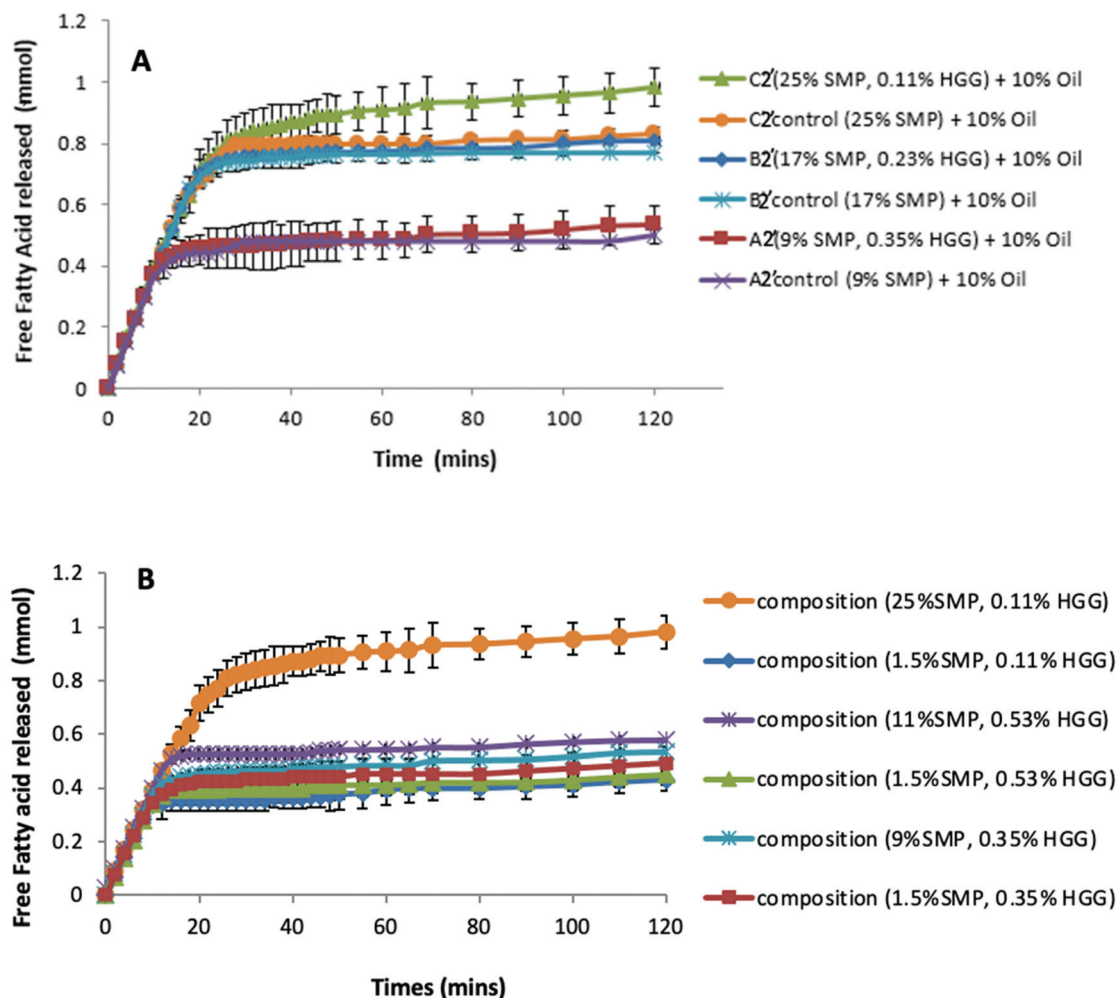 A
Free Fatty Acid released (mmol)
1.2
1
0.8
0.6
0.4
0.2
0
0 20 40 60 80 100 120
Time (mins)
C2'(25% SMP, 0.11% HGG) + 10% Oil
C2'control (25% SMP) + 10% Oil
B2'(17% SMP, 0.23% HGG) + 10% Oil
B2'control (17% SMP) + 10% Oil
A2'(9% SMP, 0.35% HGG) + 10% Oil
A2'control (9% SMP) + 10% Oil
B
Free Fatty acid released (mmol)
1.2
1
0.8
0.6
0.4
0.2
0
0 20 40 60 80 100 120
Times (mins)
composition (25%SMP, 0.11% HGG)
composition (1.5%SMP, 0.11% HGG)
composition (11%SMP, 0.53% HGG)
composition (1.5%SMP, 0.53% HGG)
composition (9%SMP, 0.35% HGG)
composition (1.5%SMP, 0.35% HGG)